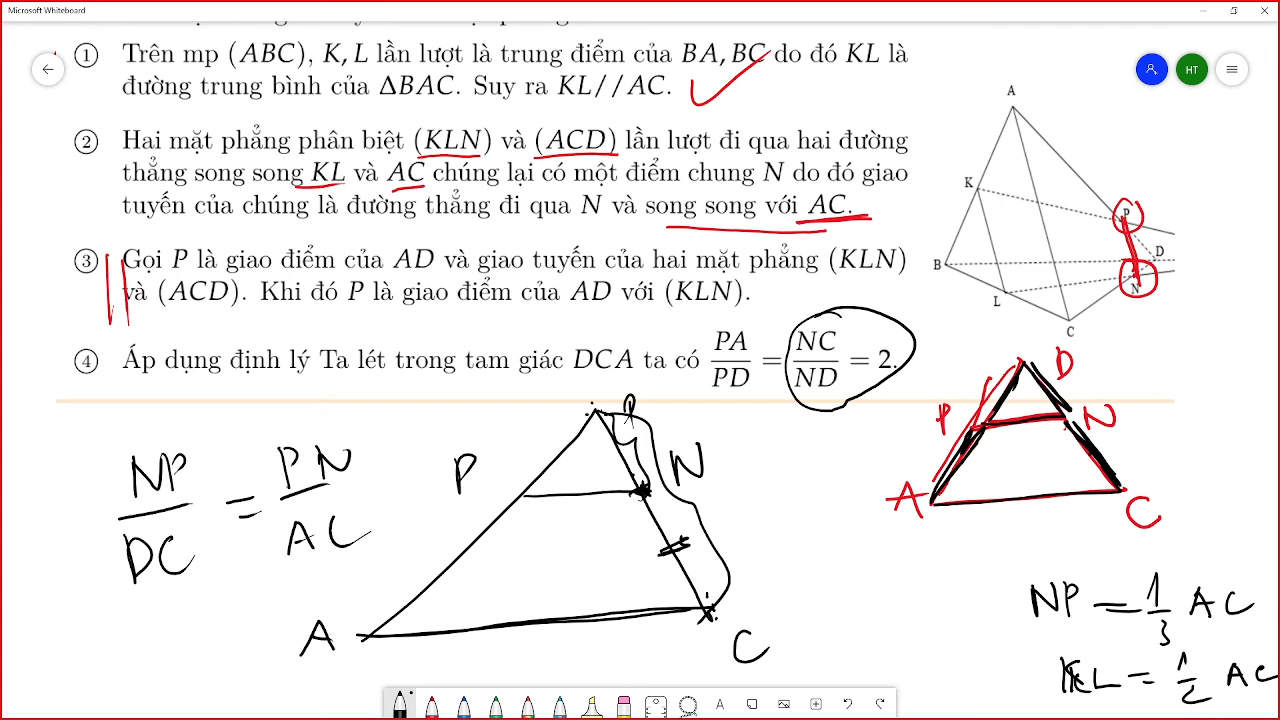 Microsoft Whiteboard
HT
① Trên mp (ABC), K, L lần lượt là trung điểm của BA, BC do đó KL là
đường trung bình của ΔBAC. Suy ra KL//AC.
② Hai mặt phẳng phân biệt (KLN) và (ACD) lần lượt đi qua hai đường
thẳng song song KL và AC chúng lại có một điểm chung N do đó giao
tuyến của chúng là đường thẳng đi qua N và song song với AC.
③ Gọi P là giao điểm của AD và giao tuyến của hai mặt phẳng (KLN)
và (ACD). Khi đó P là giao điểm của AD với (KLN).
④ Áp dụng định lý Ta lét trong tam giác DCA ta có PA/PD = NC/ND = 2.
A
K
P
B
D
L
N
C
D
P
N
A
C
NP/DC = PN/AC
P
N
A
C
NP = 1/3 AC
KL = 1/2 AC